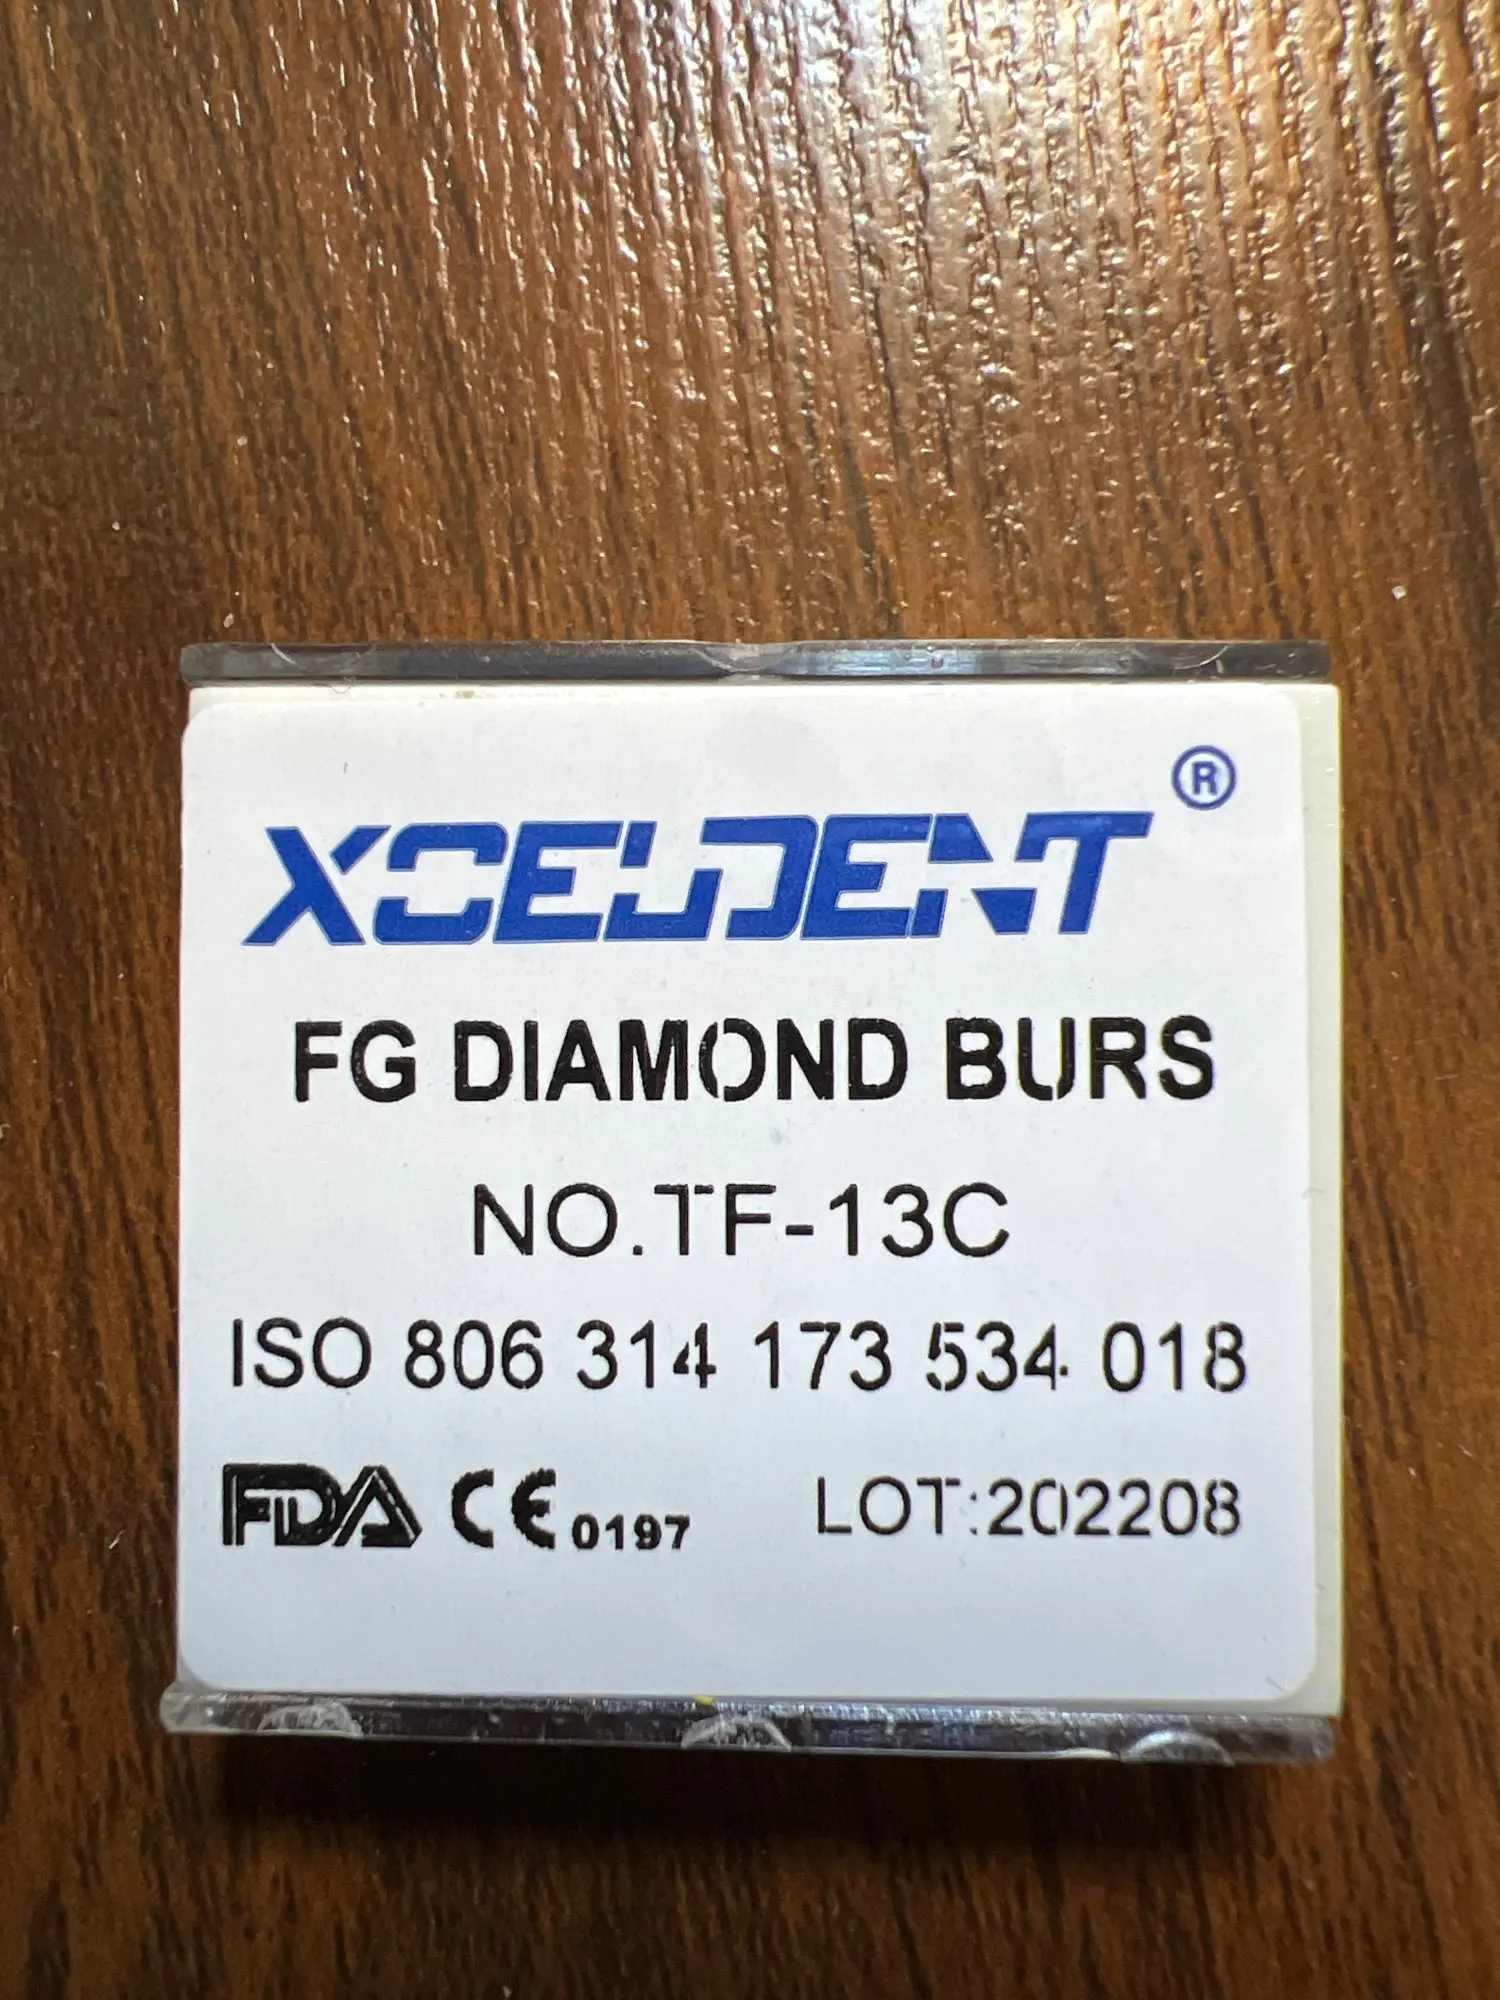 XCELDENT ®
FG DIAMOND BURS
NO.TF-13C
ISO 806 314 173 534 018
FDA CE 0197 LOT:202208